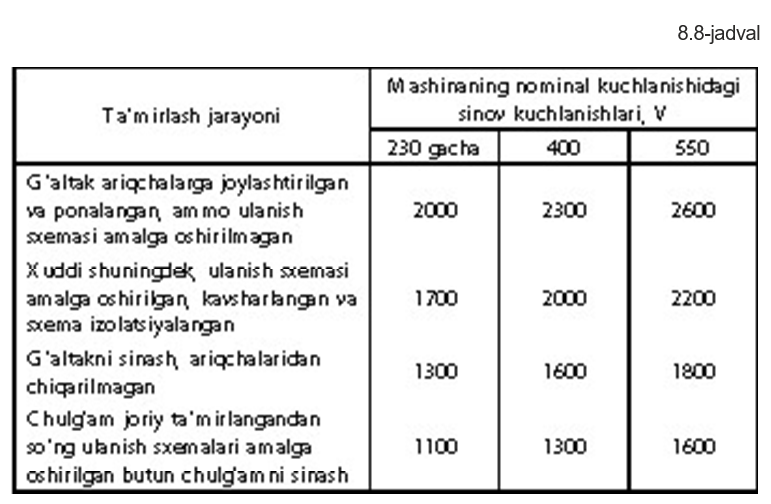 8.8-jadval
Ta'mirlash jarayoni
Mashinaning nominal kuchlanishidagi
sinov kuchlanishlari, V
230 gacha 400 550
G'altak ariqchalarga joylashtirilgan
va ponalangan, ammo ulanish
sxemasi amalga oshirilmagan
2000 2300 2600
Xuddi shuningdek, ulanish sxemasi
amalga oshirilgan, kavsharlangan va
sxema izolatsiyalangan
1700 2000 2200
G'altakni sinash, ariqchalaridan
chiqarilmagan
1300 1600 1800
Chulg'am joriy ta'mirlangandan
so'ng ulanish sxemalari amalga
oshirilgan butun chulg'amni sinash
1100 1300 1600